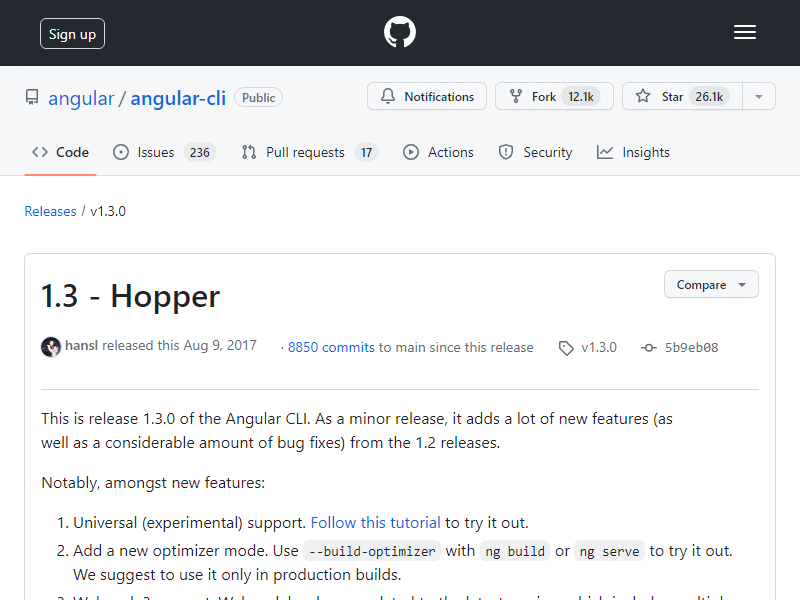 Sign up
angular / angular-cli Public
Notifications
Fork 12.1k
Star 26.1k
Code
Issues 236
Pull requests 17
Actions
Security
Insights
Releases / v1.3.0
1.3 - Hopper
Compare
hansl released this Aug 9, 2017 · 8850 commits to main since this release v1.3.0 5b9eb08
This is release 1.3.0 of the Angular CLI. As a minor release, it adds a lot of new features (as
well as a considerable amount of bug fixes) from the 1.2 releases.
Notably, amongst new features:
1. Universal (experimental) support. Follow this tutorial to try it out.
2. Add a new optimizer mode. Use --build-optimizer with ng build or ng serve to try it out.
We suggest to use it only in production builds.